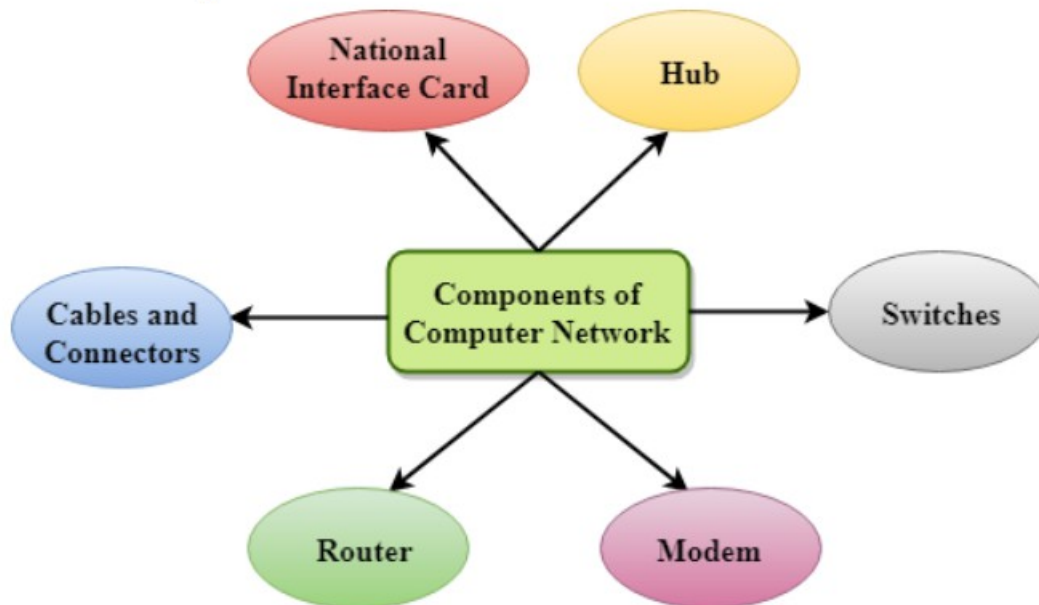 National
Interface Card
Hub
Components of
Computer Network
Cables and
Connectors
Switches
Router
Modem